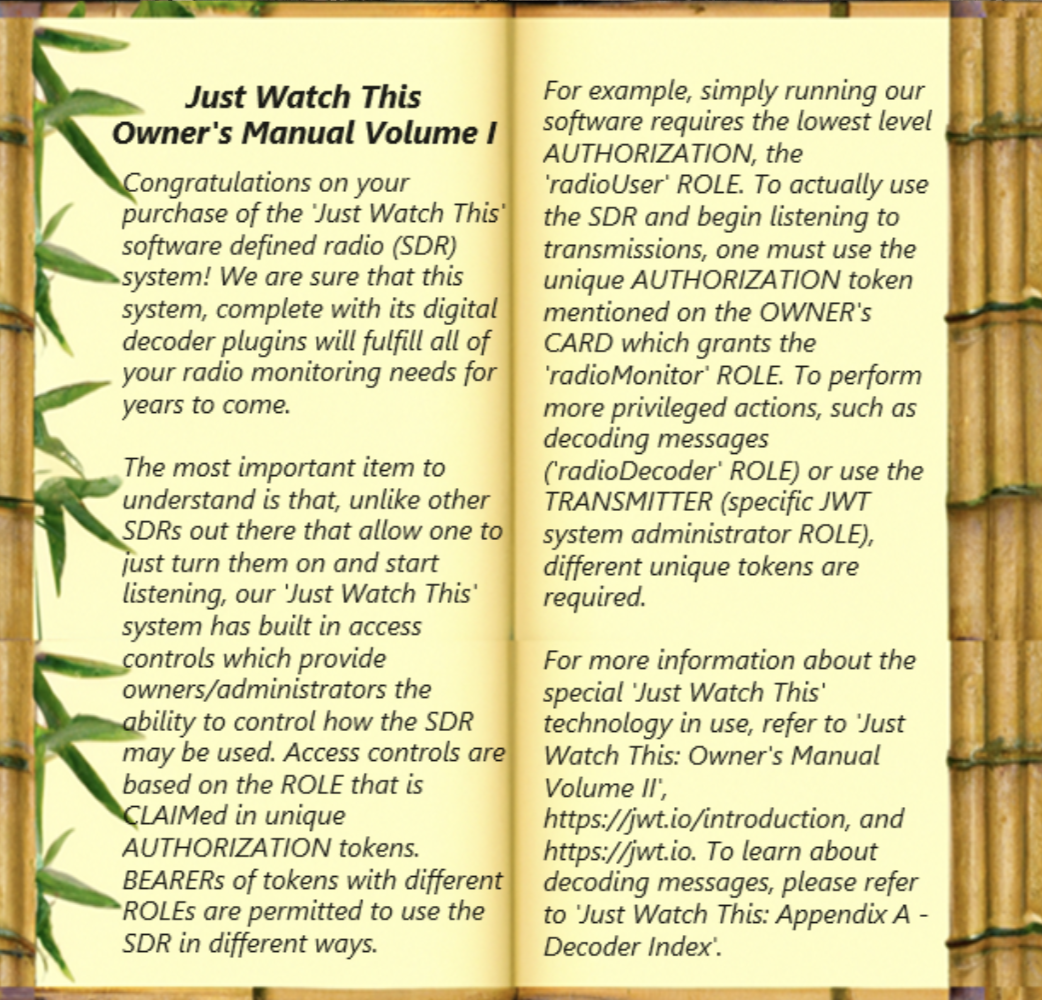 Just Watch This
Owner's Manual Volume I
Congratulations on your
purchase of the 'Just Watch This'
software defined radio (SDR)
system! We are sure that this
system, complete with its digital
decoder plugins will fulfill all of
your radio monitoring needs for
years to come.
The most important item to
understand is that, unlike other
SDRs out there that allow one to
just turn them on and start
listening, our 'Just Watch This'
system has built in access
controls which provide
owners/administrators the
ability to control how the SDR
may be used. Access controls are
based on the ROLE that is
CLAIMed in unique
AUTHORIZATION tokens.
BEARERs of tokens with different
ROLEs are permitted to use the
SDR in different ways.
For example, simply running our
software requires the lowest level
AUTHORIZATION, the
'radioUser' ROLE. To actually use
the SDR and begin listening to
transmissions, one must use the
unique AUTHORIZATION token
mentioned on the OWNER's
CARD which grants the
'radioMonitor' ROLE. To perform
more privileged actions, such as
decoding messages
('radioDecoder' ROLE) or use the
TRANSMITTER (specific JWT
system administrator ROLE),
different unique tokens are
required.
For more information about the
special 'Just Watch This'
technology in use, refer to 'Just
Watch This: Owner's Manual
Volume II',
https://jwt.io/introduction, and
https://jwt.io. To learn about
decoding messages, please refer
to 'Just Watch This: Appendix A -
Decoder Index'.